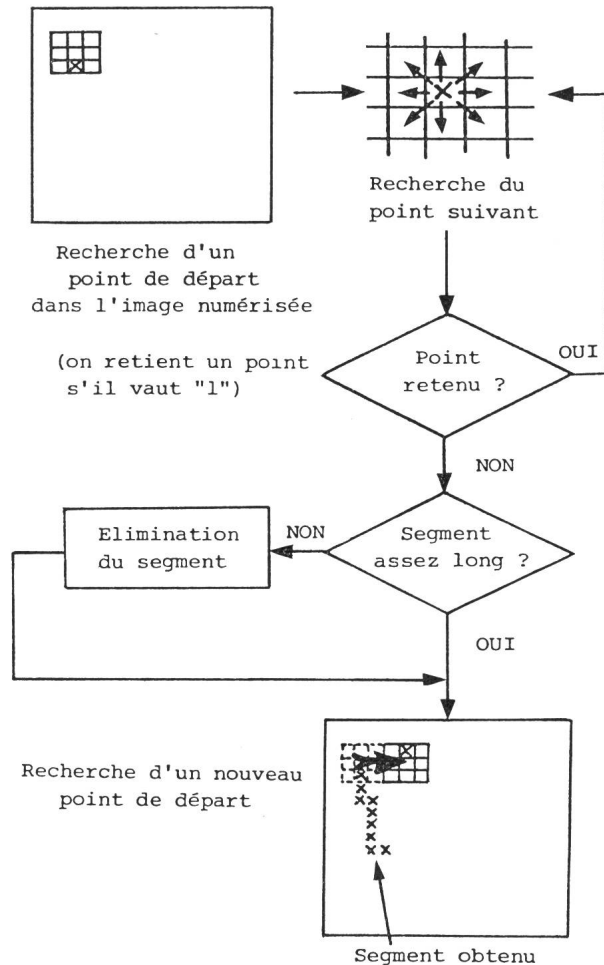 Recherche du
point suivant
Recherche d'un
point de départ
dans l'image numérisée
(on retient un point
s'il vaut "l")
Point
retenu ?
OUI
NON
Elimination
du segment
NON
Segment
assez long ?
OUI
Recherche d'un nouveau
point de départ
Segment obtenu